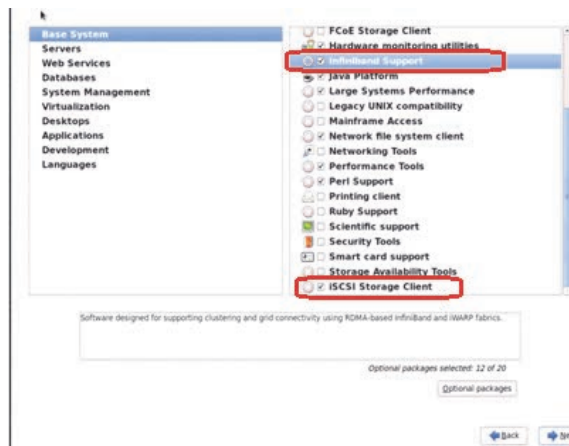 Base System
Servers
Web Services
Databases
System Management
Virtualization
Desktops
Applications
Development
Languages
FCoE Storage Client
Hardware monitoring utilities
Infiniband Support
Java Platform
Large Systems Performance
Legacy UNIX compatibility
Mainframe Access
Network file system client
Networking Tools
Performance Tools
Perl Support
Printing client
Ruby Support
Scientific support
Security Tools
Smart card support
Storage Availability Tools
iSCSI Storage Client
Software designed for supporting clustering and grid connectivity using RDMA-based InfiniBand and iWARP fabrics.
Optional packages selected: 12 of 20
Optional packages
Back